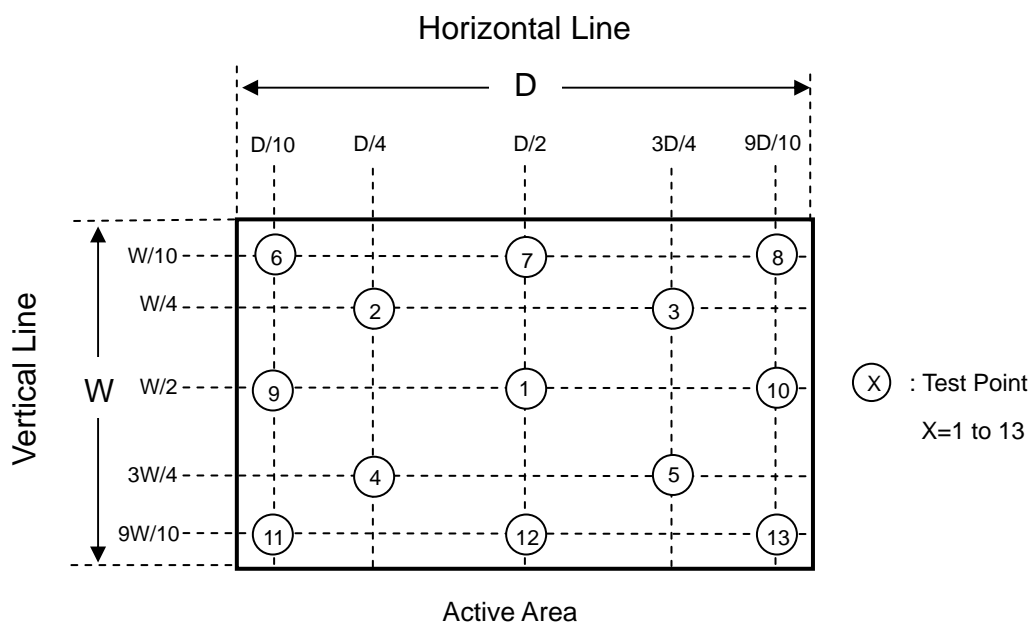 Horizontal Line
D
D/10 D/4 D/2 3D/4 9D/10
Vertical Line
W
W/10
W/4
W/2
3W/4
9W/10
6 7 8
2 3
9 1 10
4 5
11 12 13
X : Test Point
X=1 to 13
Active Area